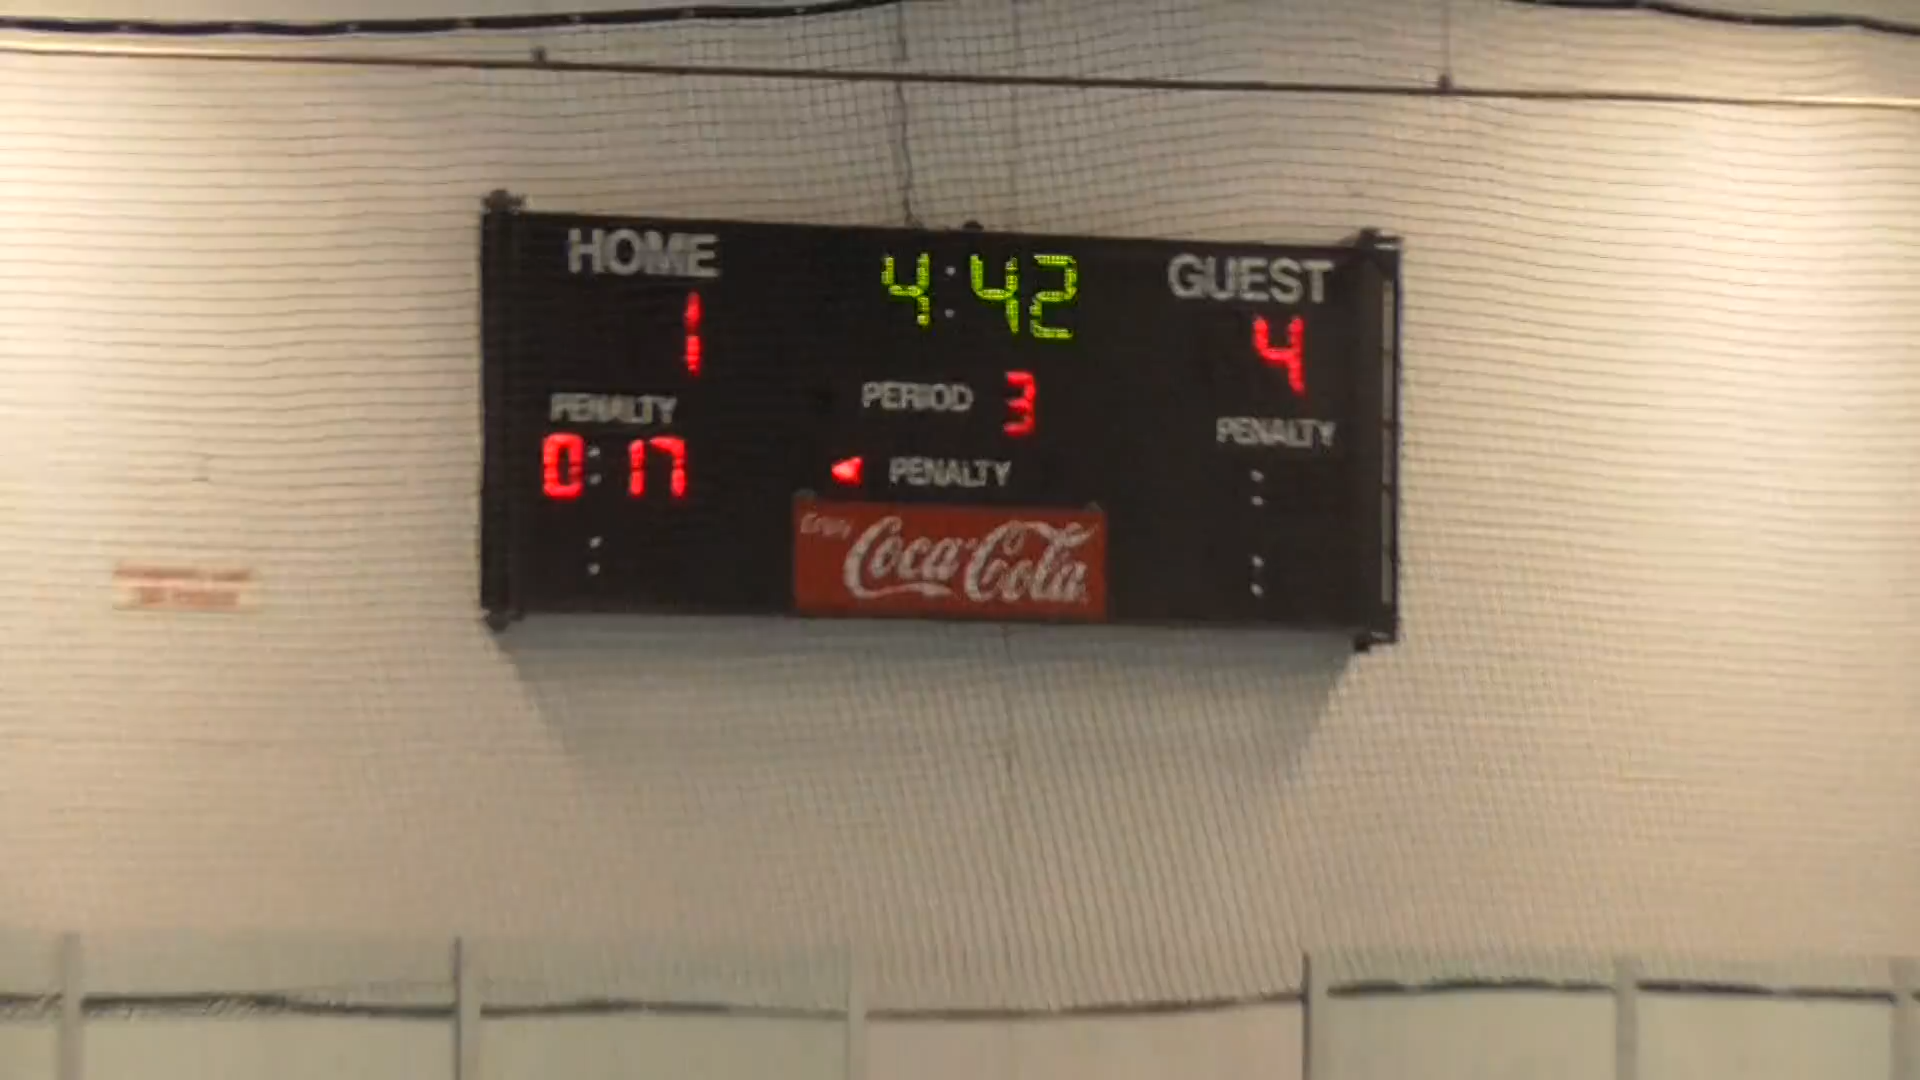 HOME 4:42 GUEST
1 4
PERIOD 3
PENALTY PENALTY
0:17 PENALTY
Enjoy
Coca-Cola